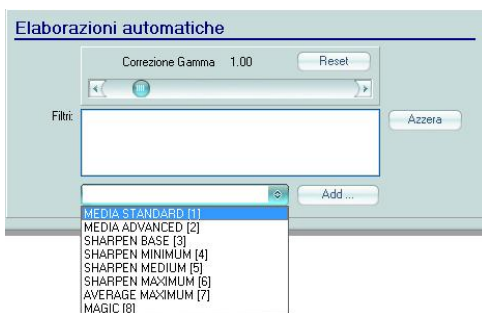 Elaborazioni automatiche
Correzione Gamma 1.00 Reset
Filtri:
Azzera
Add ...
MEDIA STANDARD [1]
MEDIA ADVANCED [2]
SHARPEN BASE [3]
SHARPEN MINIMUM [4]
SHARPEN MEDIUM [5]
SHARPEN MAXIMUM [6]
AVERAGE MAXIMUM [7]
MAGIC [8]